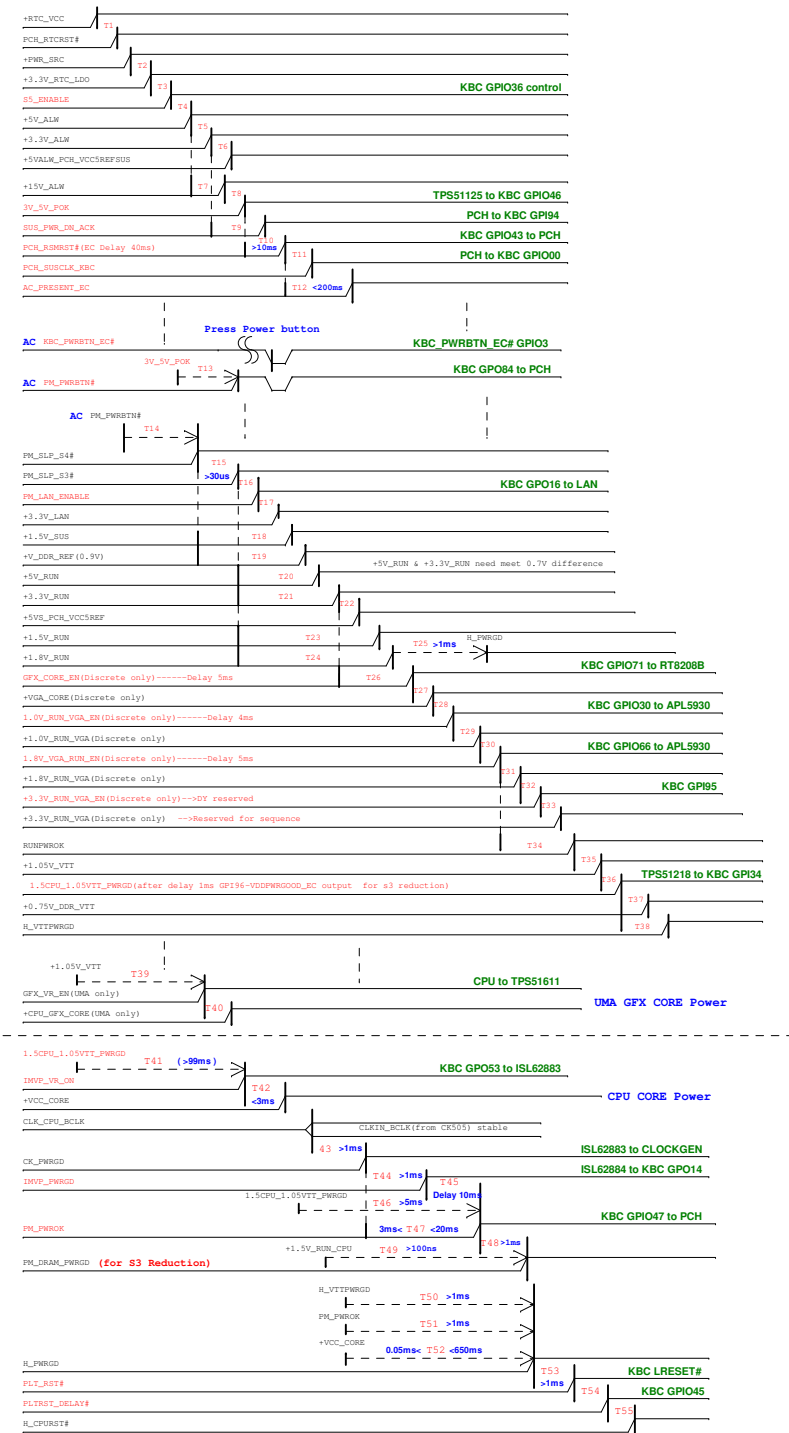 +RTC_VCC
T1
PCH_RTCRST#
+PWR_SRC
T2
+3.3V_RTC_LDO
T3
KBC GPIO36 control
S5_ENABLE
T4
+5V_ALW
T5
+3.3V_ALW
T6
+5VALW_PCH_VCC5REFSUS
+15V_ALW
T7
T8
TPS51125 to KBC GPIO46
3V_5V_POK
PCH to KBC GPI94
SUS_PWR_DN_ACK
T9
T10
KBC GPIO43 to PCH
PCH_RSMRST#(EC Delay 40ms)
>10ms
T11
PCH to KBC GPIO00
PCH_SUSCLK_KBC
AC_PRESENT_EC
T12 <200ms
Press Power button
AC KBC_PWRBTN_EC#
KBC_PWRBTN_EC# GPIO3
3V_5V_POK
T13
KBC GPO84 to PCH
AC PM_PWRBTN#
AC PM_PWRBTN#
T14
PM_SLP_S4#
T15
PM_SLP_S3#
>30us
T16
KBC GPO16 to LAN
PM_LAN_ENABLE
T17
+3.3V_LAN
+1.5V_SUS
T18
+V_DDR_REF(0.9V)
T19
+5V_RUN & +3.3V_RUN need meet 0.7V difference
+5V_RUN
T20
+3.3V_RUN
T21
T22
+5VS_PCH_VCC5REF
+1.5V_RUN
T23
T25 >1ms
H_PWRGD
+1.8V_RUN
T24
KBC GPIO71 to RT8208B
GFX_CORE_EN(Discrete only)------Delay 5ms
T26
T27
+VGA_CORE(Discrete only)
T28
KBC GPIO30 to APL5930
1.0V_RUN_VGA_EN(Discrete only)------Delay 4ms
T29
+1.0V_RUN_VGA(Discrete only)
T30
KBC GPIO66 to APL5930
1.8V_VGA_RUN_EN(Discrete only)------Delay 5ms
T31
+1.8V_RUN_VGA(Discrete only)
T32
KBC GPI95
+3.3V_RUN_VGA_EN(Discrete only)-->DY reserved
T33
+3.3V_RUN_VGA(Discrete only) -->Reserved for sequence
RUNPWROK
T34
+1.05V_VTT
T35
TPS51218 to KBC GPI34
1.5CPU_1.05VTT_PWRGD(after delay 1ms GPI96-VDDPWRGOOD_EC output for s3 reduction)
T36
+0.75V_DDR_VTT
T37
H_VTTPWRGD
T38
+1.05V_VTT
T39
CPU to TPS51611
GFX_VR_EN(UMA only)
UMA GFX CORE Power
+CPU_GFX_CORE(UMA only)
T40
1.5CPU_1.05VTT_PWRGD
T41 (>99ms)
KBC GPO53 to ISL62883
IMVP_VR_ON
T42
+VCC_CORE
<3ms
CPU CORE Power
CLK_CPU_BCLK
CLKIN_BCLK(from CK505) stable
43 >1ms
ISL62883 to CLOCKGEN
CK_PWRGD
T44 >1ms
ISL62884 to KBC GPO14
IMVP_PWRGD
T45
1.5CPU_1.05VTT_PWRGD
Delay 10ms
T46 >5ms
KBC GPIO47 to PCH
PM_PWROK
3ms< T47 <20ms
T48 >1ms
+1.5V_RUN_CPU
T49 >100ns
PM_DRAM_PWRGD (for S3 Reduction)
H_VTTPWRGD
T50 >1ms
PM_PWROK
T51 >1ms
+VCC_CORE
0.05ms< T52 <650ms
H_PWRGD
T53
KBC LRESET#
PLT_RST#
>1ms
T54
KBC GPIO45
PLTRST_DELAY#
T55
H_CPURST#